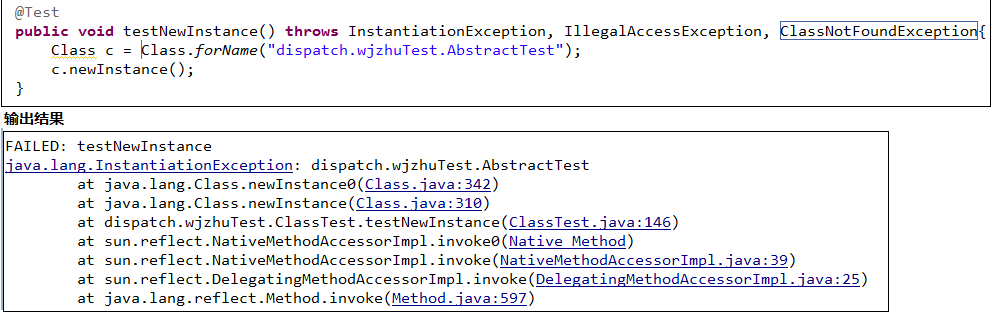 @Test
public void testNewInstance() throws InstantiationException, IllegalAccessException, ClassNotFoundException{
    Class c = Class.forName("dispatch.wjzhuTest.AbstractTest");
    c.newInstance();
}
输出结果
FAILED: testNewInstance
java.lang.InstantiationException: dispatch.wjzhuTest.AbstractTest
        at java.lang.Class.newInstance0(Class.java:342)
        at java.lang.Class.newInstance(Class.java:310)
        at dispatch.wjzhuTest.ClassTest.testNewInstance(ClassTest.java:146)
        at sun.reflect.NativeMethodAccessorImpl.invoke0(Native Method)
        at sun.reflect.NativeMethodAccessorImpl.invoke(NativeMethodAccessorImpl.java:39)
        at sun.reflect.DelegatingMethodAccessorImpl.invoke(DelegatingMethodAccessorImpl.java:25)
        at java.lang.reflect.Method.invoke(Method.java:597)